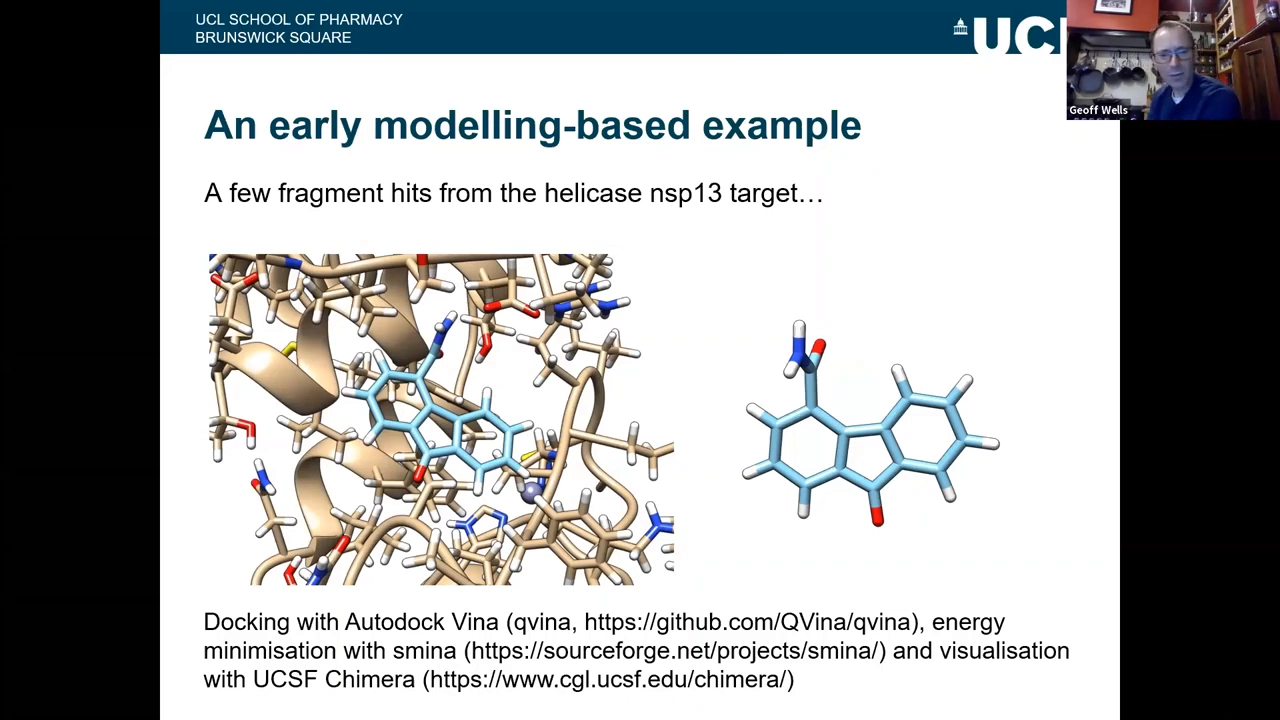 UCL SCHOOL OF PHARMACY
BRUNSWICK SQUARE
UCL
Geoff Wells
An early modelling-based example
A few fragment hits from the helicase nsp13 target…
Docking with Autodock Vina (qvina, https://github.com/QVina/qvina), energy
minimisation with smina (https://sourceforge.net/projects/smina/) and visualisation
with UCSF Chimera (https://www.cgl.ucsf.edu/chimera/)